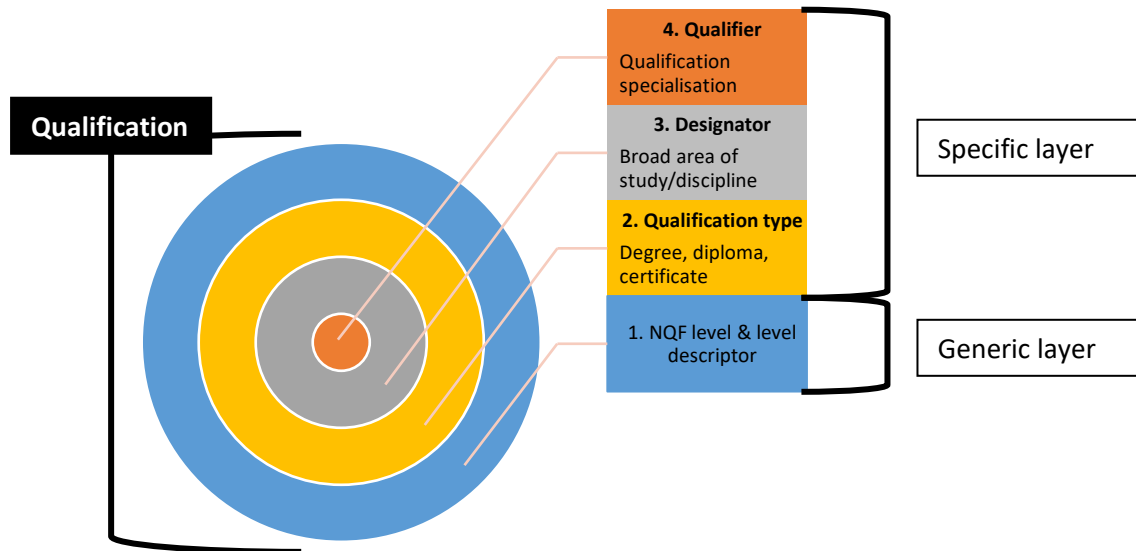 Qualification
4. Qualifier
Qualification
specialisation
3. Designator
Broad area of
study/discipline
2. Qualification type
Degree, diploma,
certificate
1. NQF level & level
descriptor
Specific layer
Generic layer